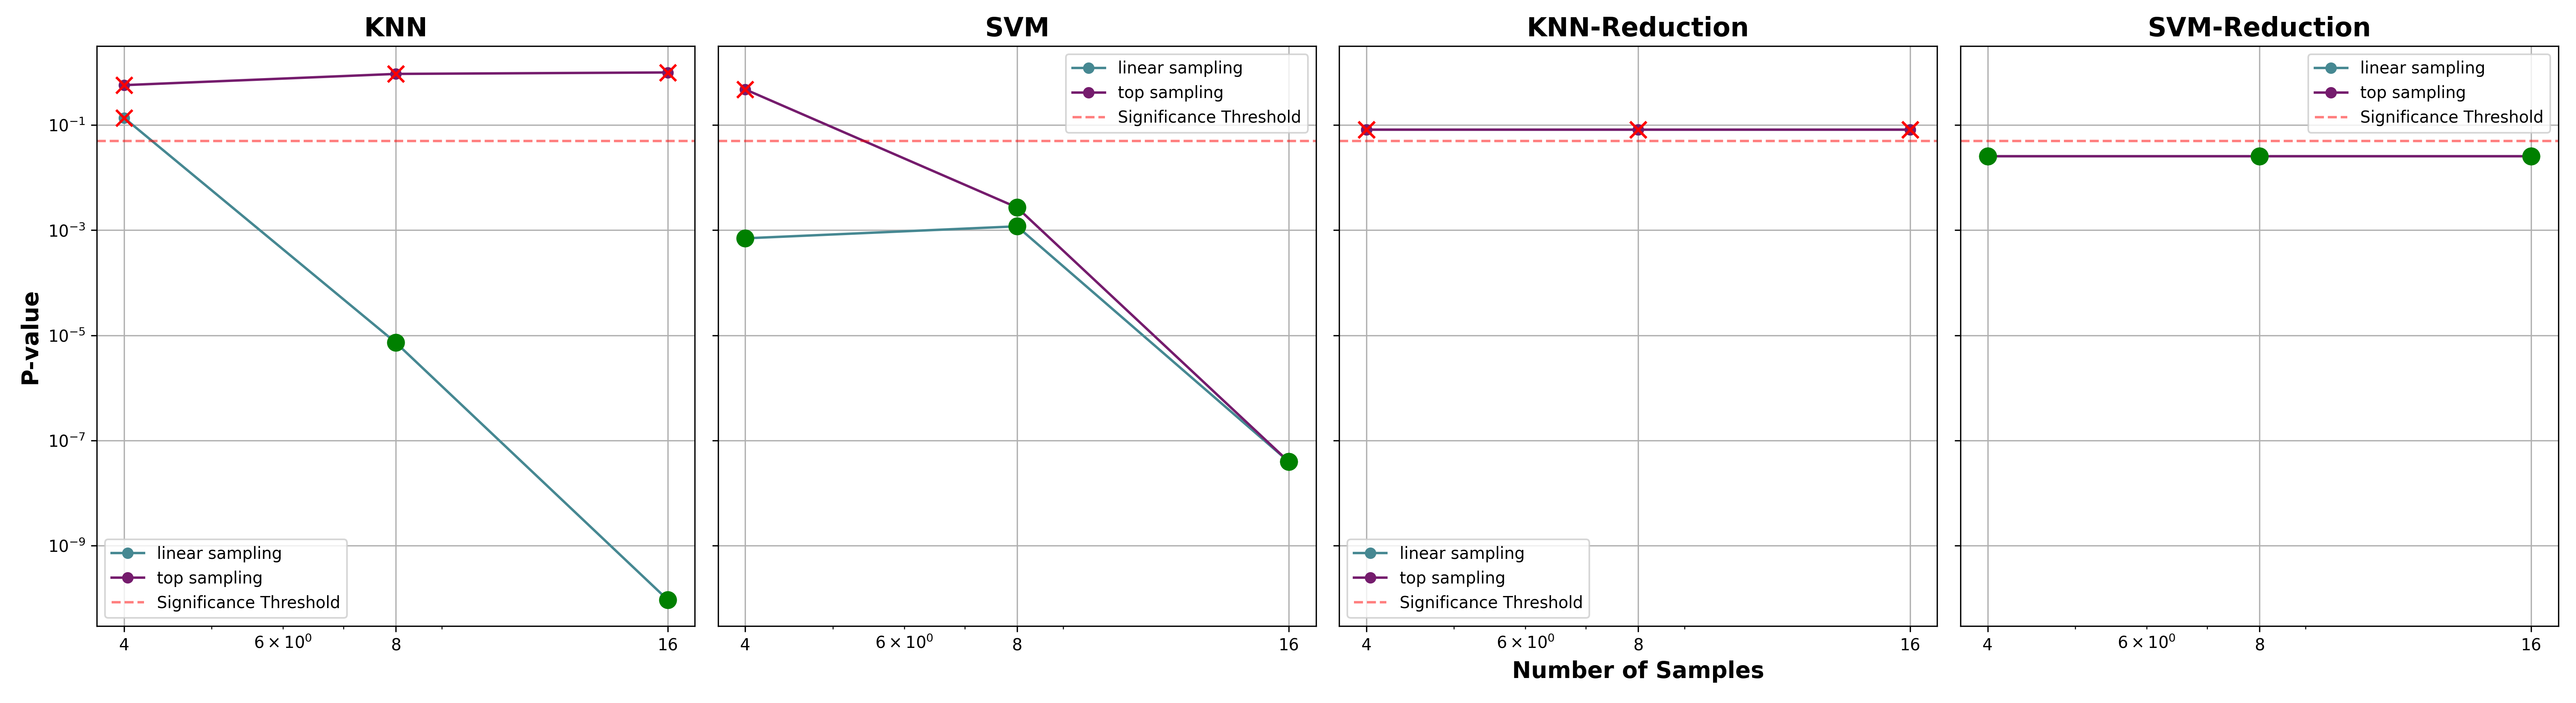 KNN
SVM
KNN-Reduction
SVM-Reduction
P-value
10⁻¹
10⁻³
10⁻⁵
10⁻⁷
10⁻⁹
linear sampling
top sampling
Significance Threshold
4
6 × 10⁰
8
16
linear sampling
top sampling
Significance Threshold
4
6 × 10⁰
8
16
linear sampling
top sampling
Significance Threshold
4
6 × 10⁰
8
16
linear sampling
top sampling
Significance Threshold
4
6 × 10⁰
8
16
Number of Samples